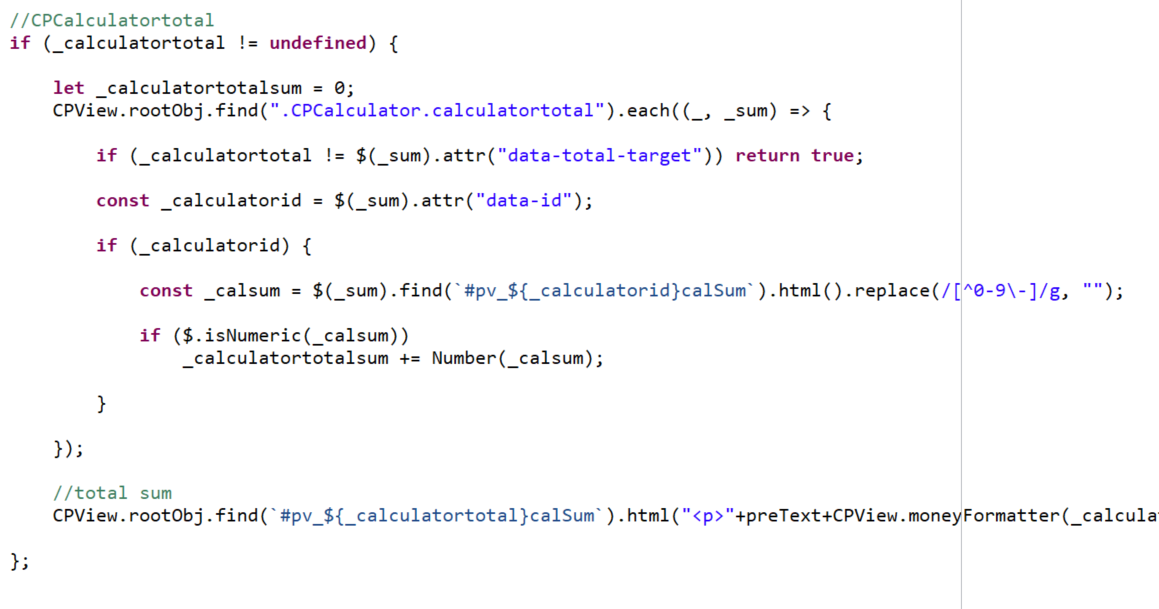 //CPCalculatortotal
if (_calculatortotal != undefined) {
let _calculatortotalsum = 0;
CPView.rootObj.find(".CPCalculator.calculatortotal").each((_, _sum) => {
if (_calculatortotal != $(_sum).attr("data-total-target")) return true;
const _calculatorid = $(_sum).attr("data-id");
if (_calculatorid) {
const _calsum = $(_sum).find(`#pv_${_calculatorid}calSum`).html().replace(/[^0-9\-]/g, "");
if ($.isNumeric(_calsum))
_calculatortotalsum += Number(_calsum);
}
});
//total sum
CPView.rootObj.find(`#pv_${_calculatortotal}calSum`).html("<p>"+preText+CPView.moneyFormatter(_calcula
};